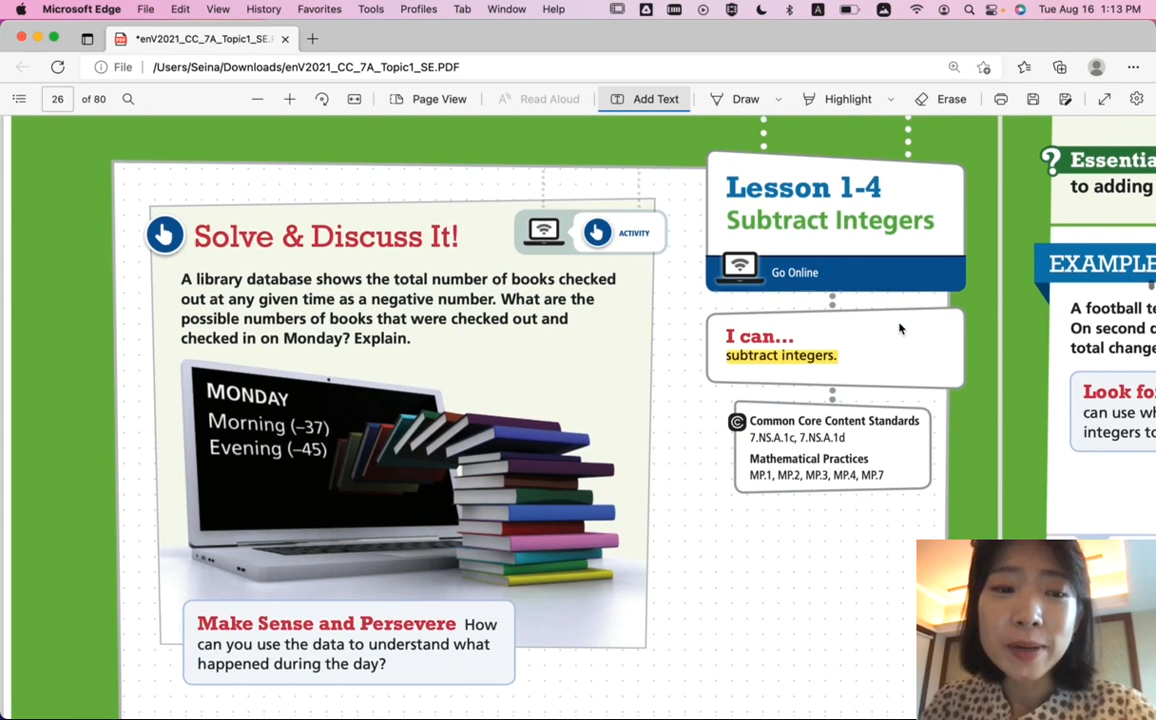 Microsoft Edge File Edit View History Favorites Tools Profiles Tab Window Help
A
Tue Aug 16 1:13 PM
*enV2021_CC_7A_Topic1_SE.
File /Users/Seina/Downloads/enV2021_CC_7A_Topic1_SE.PDF
26 of 80
Page View
Read Aloud
Add Text
Draw
Highlight
Erase
Solve & Discuss It!
ACTIVITY
A library database shows the total number of books checked
out at any given time as a negative number. What are the
possible numbers of books that were checked out and
checked in on Monday? Explain.
MONDAY
Morning (–37)
Evening (–45)
Make Sense and Persevere How
can you use the data to understand what
happened during the day?
Lesson 1-4
Subtract Integers
Go Online
I can...
subtract integers.
Common Core Content Standards
7.NS.A.1c, 7.NS.A.1d
Mathematical Practices
MP.1, MP.2, MP.3, MP.4, MP.7
? Essentia
to adding
EXAMPLE
A football te
On second d
total change
Look fo
can use wh
integers to